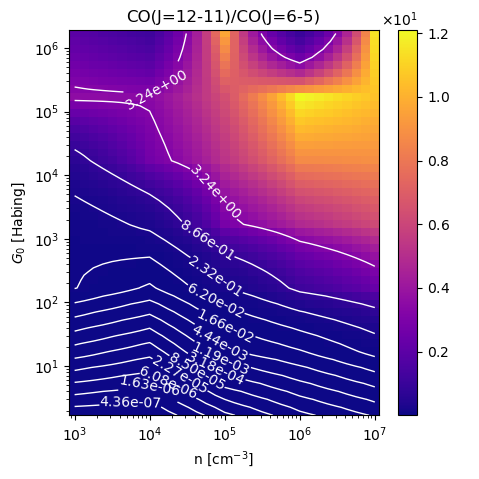 CO(J=12-11)/CO(J=6-5)
×10¹
10⁶
10⁵
10⁴
10³
10²
10¹
G₀ [Habing]
3.24e+00
3.24e+00
8.66e-01
2.32e-01
6.20e-02
1.66e-02
4.44e-03
1.19e-03
3.18e-04
8.50e-05
2.27e-05
6.08e-06
1.63e-06
4.36e-07
10³
10⁴
10⁵
10⁶
10⁷
n [cm⁻³]
1.2
1.0
0.8
0.6
0.4
0.2